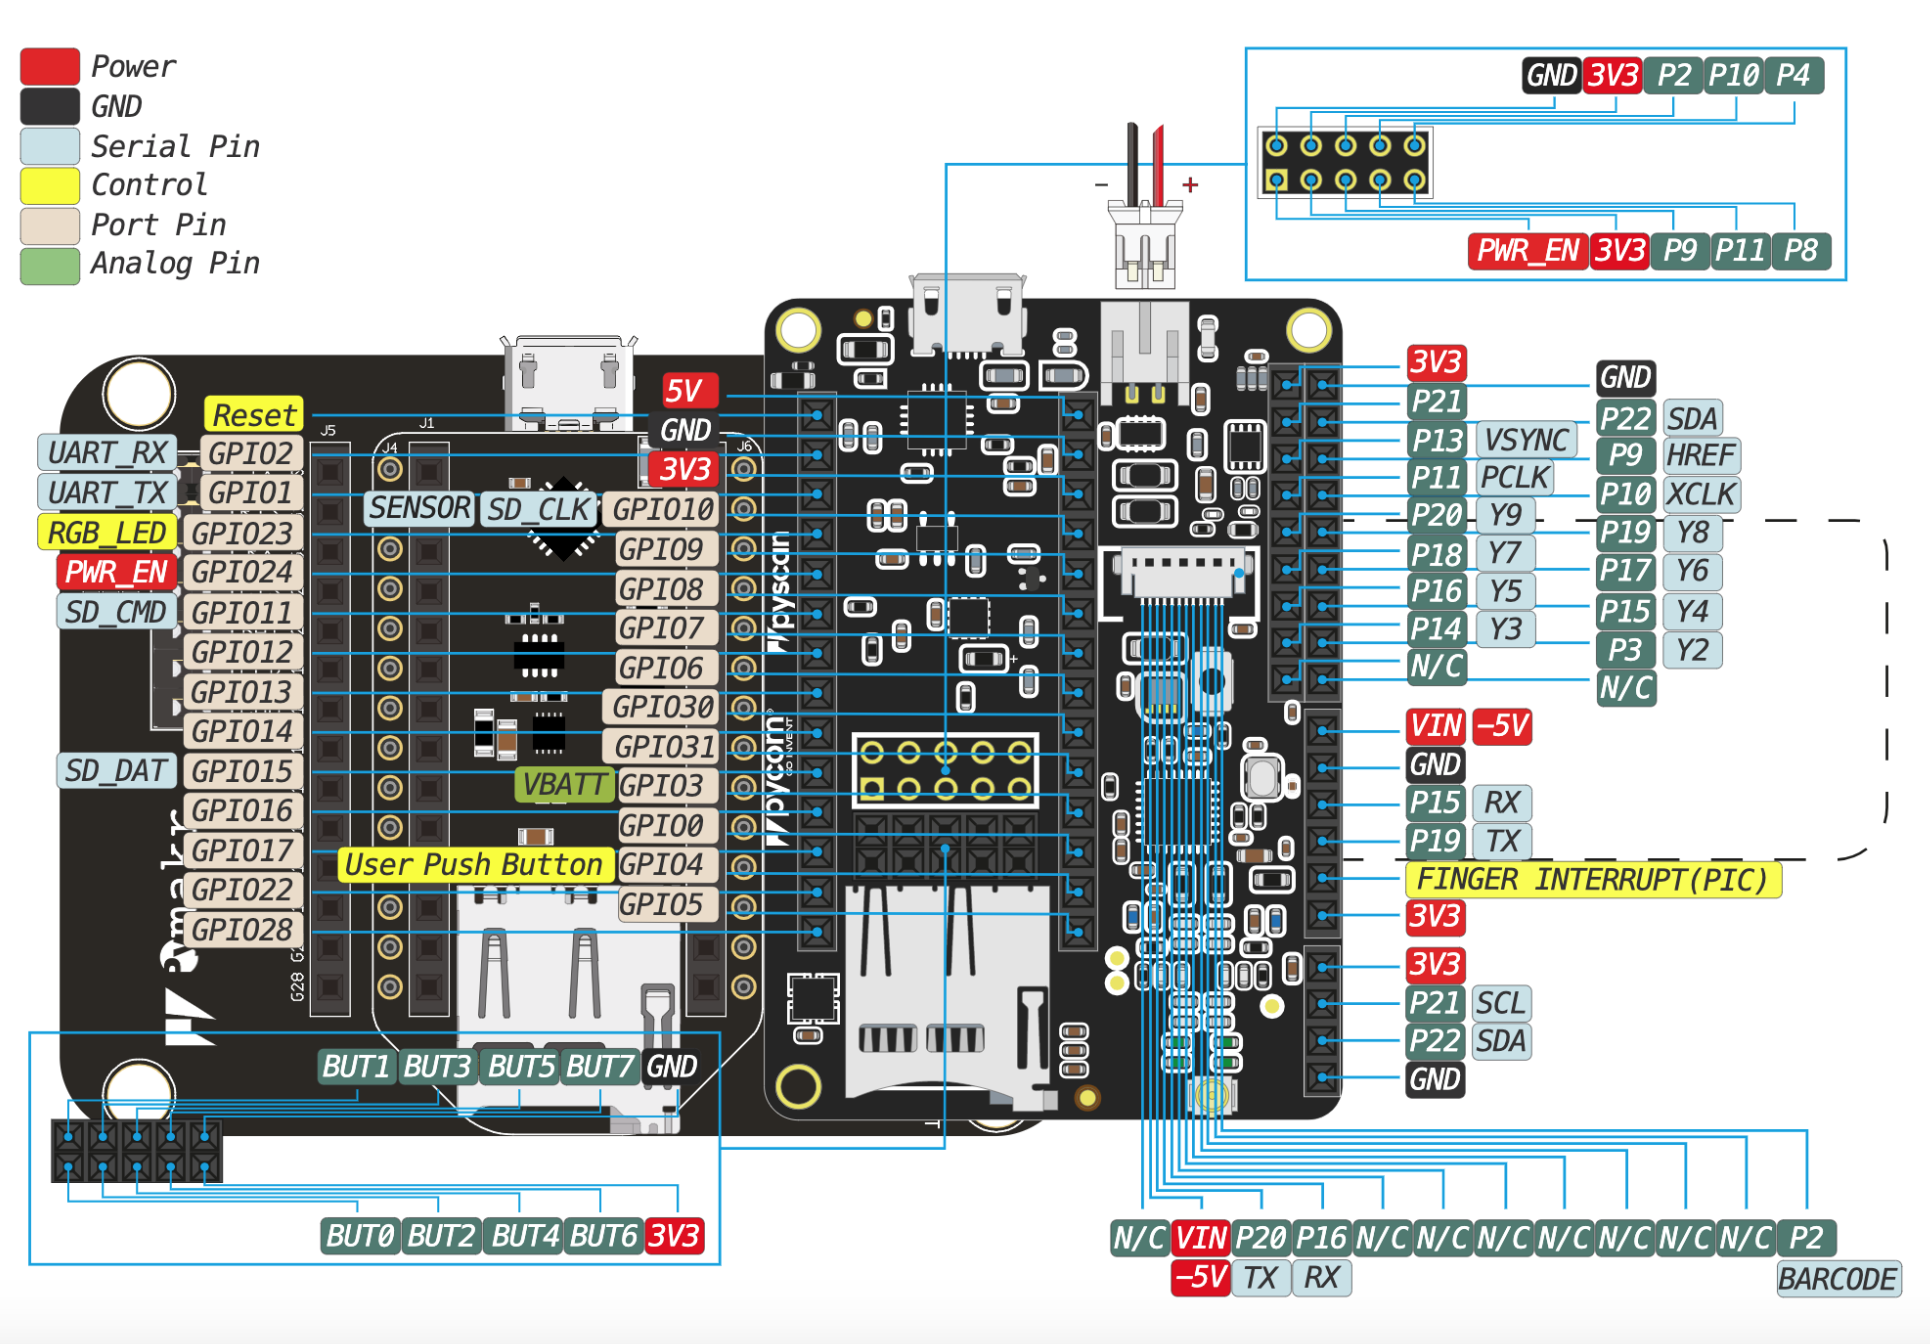 Power
GND
Serial Pin
Control
Port Pin
Analog Pin
GND 3V3 P2 P10 P4
PWR_EN 3V3 P9 P11 P8
- +
Reset
UART_RX GPIO2
UART_TX GPIO1
RGB_LED GPIO23
PWR_EN GPIO24
SD_CMD GPIO11
GPIO12
GPIO13
GPIO14
SD_DAT GPIO15
GPIO16
GPIO17
GPIO22
GPIO28
G28
J5
J4
J1
J6
5V
GND
3V3
SENSOR SD_CLK GPIO10
GPIO9
GPIO8
GPIO7
GPIO6
GPIO30
GPIO31
VBATT GPIO3
GPIO0
User Push Button GPIO4
GPIO5
pyscan
pycom®
GO INVENT
+
3V3
P21
P13 VSYNC
P11 PCLK
P20 Y9
P18 Y7
P16 Y5
P14 Y3
N/C
GND
P22 SDA
P9 HREF
P10 XCLK
P19 Y8
P17 Y6
P15 Y4
P3 Y2
N/C
VIN –5V
GND
P15 RX
P19 TX
FINGER INTERRUPT(PIC)
3V3
3V3
P21 SCL
P22 SDA
GND
BUT1 BUT3 BUT5 BUT7 GND
BUT0 BUT2 BUT4 BUT6 3V3
N/C VIN P20 P16 N/C N/C N/C N/C N/C N/C N/C P2
–5V TX RX BARCODE